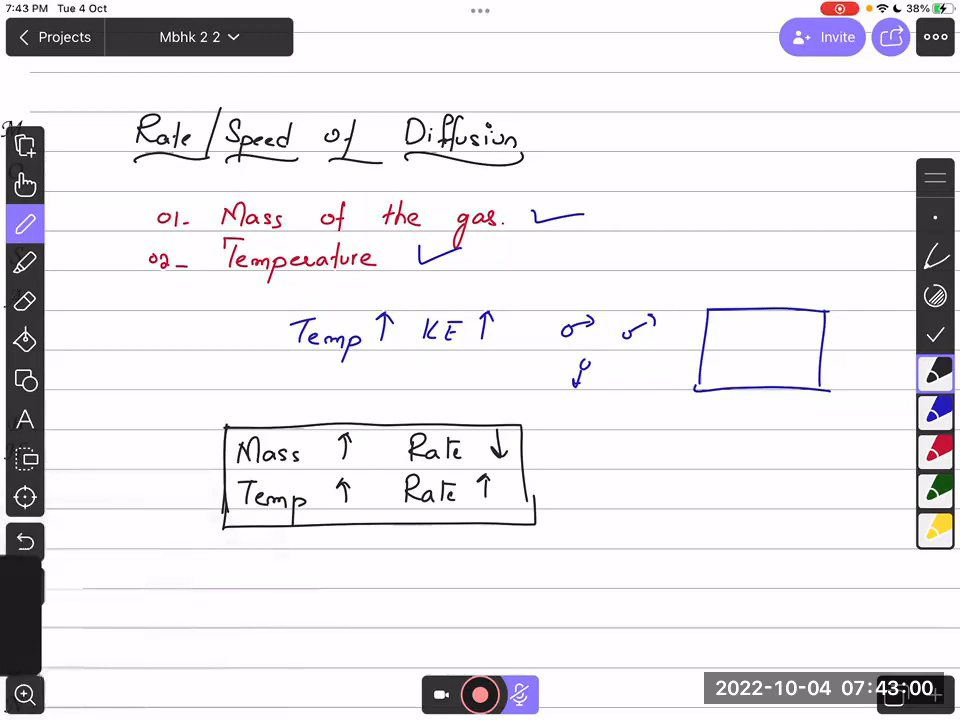 7:43 PM Tue 4 Oct
38%
Projects
Mbhk 2 2
Invite
Rate/Speed of Diffusion
01- Mass of the gas.
02- Temperature
Temp ↑ KE ↑
Mass ↑ Rate ↓
Temp ↑ Rate ↑
A
2022-10-04 07:43:00